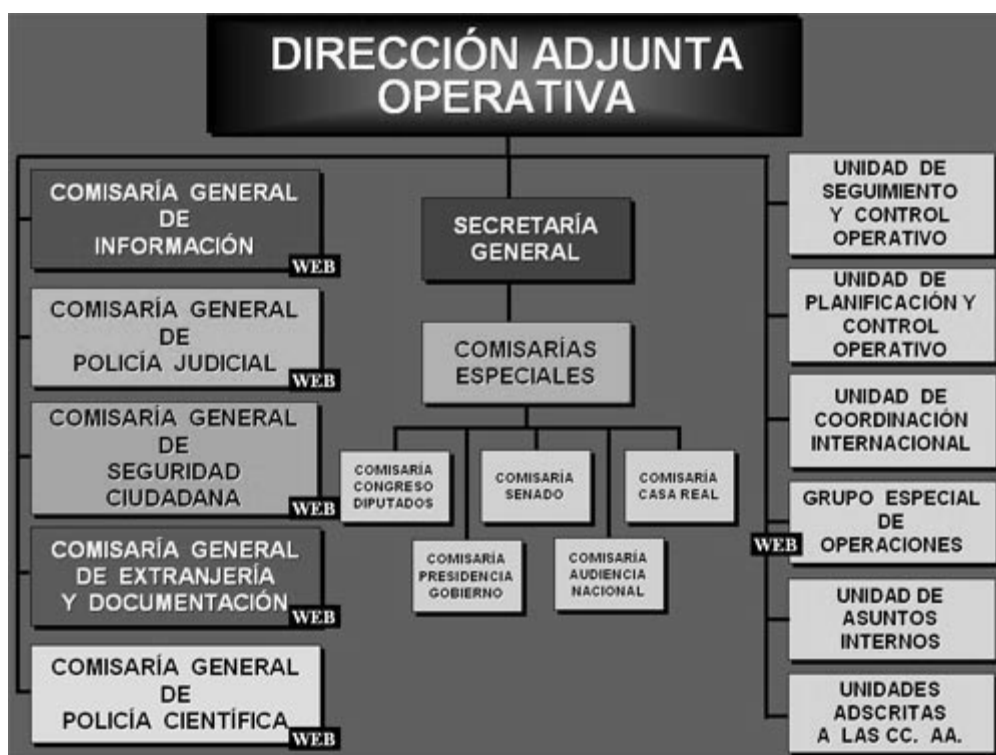 DIRECCIÓN ADJUNTA
OPERATIVA
COMISARÍA GENERAL
DE
INFORMACIÓN
WEB
COMISARÍA GENERAL
DE
POLICÍA JUDICIAL
WEB
COMISARÍA GENERAL
DE
SEGURIDAD
CIUDADANA
WEB
COMISARÍA GENERAL
DE EXTRANJERÍA
Y DOCUMENTACIÓN
WEB
COMISARÍA GENERAL
DE
POLICÍA CIENTÍFICA
WEB
SECRETARÍA
GENERAL
COMISARÍAS
ESPECIALES
COMISARÍA
CONGRESO
DIPUTADOS
COMISARÍA
SENADO
COMISARÍA
CASA REAL
COMISARÍA
PRESIDENCIA
GOBIERNO
COMISARÍA
AUDIENCIA
NACIONAL
UNIDAD DE
SEGUIMIENTO
Y CONTROL
OPERATIVO
UNIDAD DE
PLANIFICACIÓN Y
CONTROL
OPERATIVO
UNIDAD DE
COORDINACIÓN
INTERNACIONAL
GRUPO ESPECIAL
DE
OPERACIONES
WEB
UNIDAD DE
ASUNTOS
INTERNOS
UNIDADES
ADSCRITAS
A LAS CC. AA.